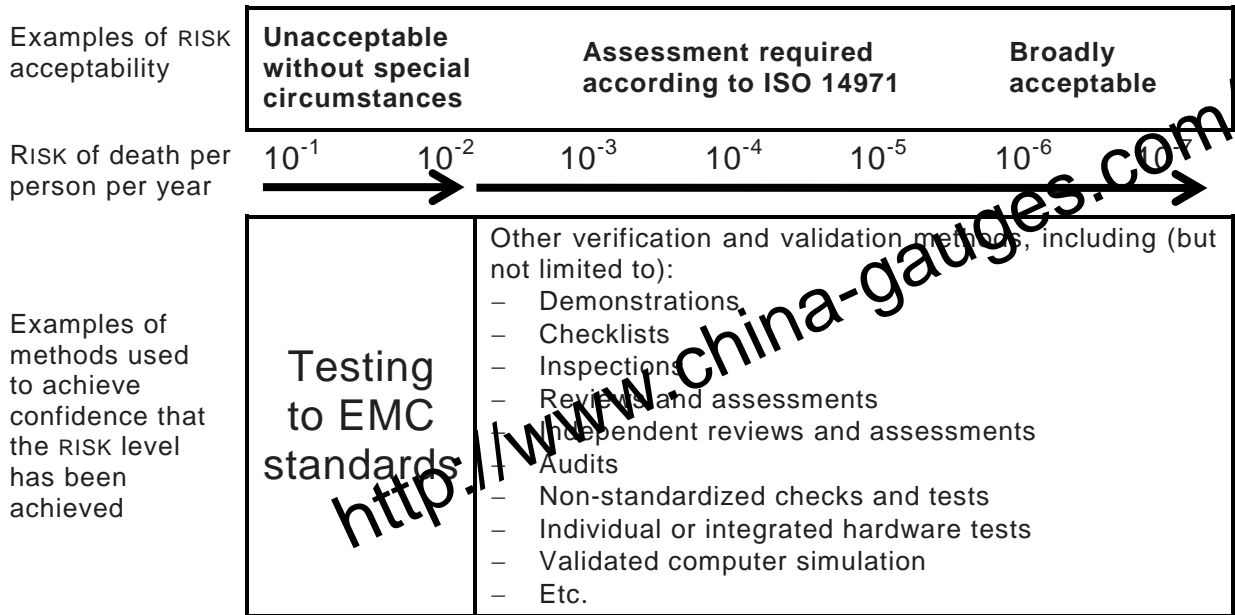 Examples of RISK
acceptability
Unacceptable
without special
circumstances
Assessment required
according to ISO 14971
Broadly
acceptable
RISK of death per
person per year
10⁻¹ 10⁻² 10⁻³ 10⁻⁴ 10⁻⁵ 10⁻⁶ 10⁻⁷
Examples of
methods used
to achieve
confidence that
the RISK level
has been
achieved
Testing
to EMC
standards
Other verification and validation methods, including (but
not limited to):
– Demonstrations
– Checklists
– Inspections
– Reviews and assessments
– Independent reviews and assessments
– Audits
– Non-standardized checks and tests
– Individual or integrated hardware tests
– Validated computer simulation
– Etc.
http://www.china-gauges.com/